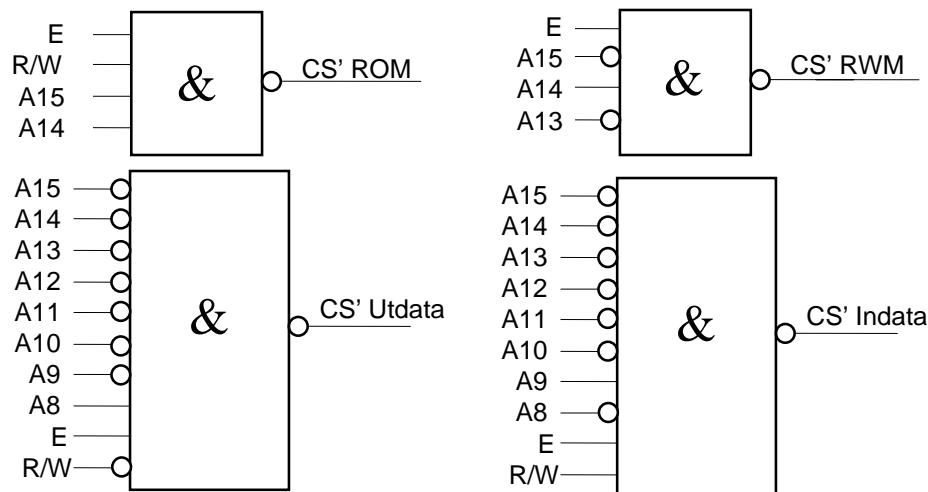 E
R/W
A15
A14
&
CS’ ROM
E
A15
A14
A13
&
CS’ RWM
A15
A14
A13
A12
A11
A10
A9
A8
E
R/W
&
CS’ Utdata
A15
A14
A13
A12
A11
A10
A9
A8
E
R/W
&
CS’ Indata